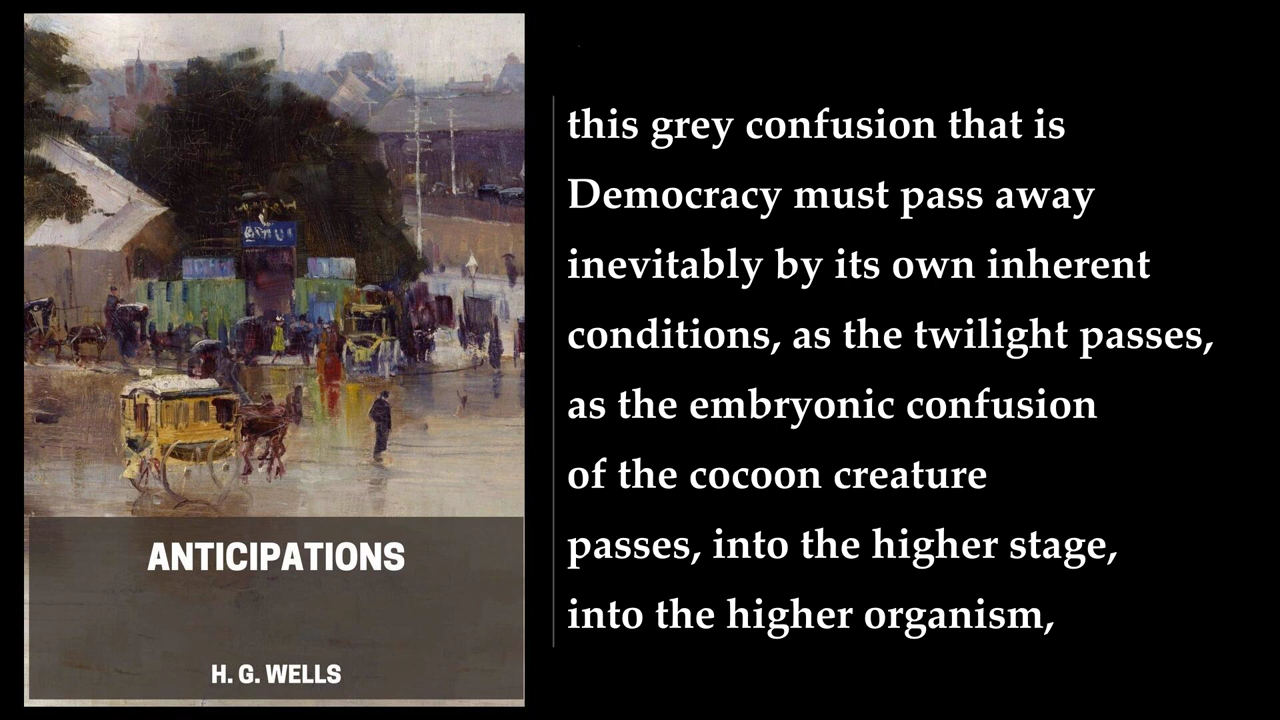 ANTICIPATIONS
H. G. WELLS
this grey confusion that is
Democracy must pass away
inevitably by its own inherent
conditions, as the twilight passes,
as the embryonic confusion
of the cocoon creature
passes, into the higher stage,
into the higher organism,